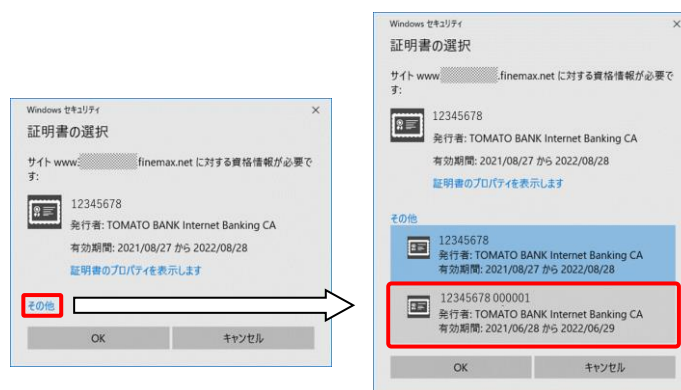 Windows セキュリティ
証明書の選択
サイト www.finemax.net に対する資格情報が必要で
す:
12345678
発行者: TOMATO BANK Internet Banking CA
有効期間: 2021/08/27 から 2022/08/28
証明書のプロパティを表示します
その他
OK キャンセル
Windows セキュリティ
証明書の選択
サイト www .finemax.net に対する資格情報が必要で
す:
12345678
発行者: TOMATO BANK Internet Banking CA
有効期間: 2021/08/27 から 2022/08/28
証明書のプロパティを表示します
その他
12345678
発行者: TOMATO BANK Internet Banking CA
有効期間: 2021/08/27 から 2022/08/28
12345678 000001
発行者: TOMATO BANK Internet Banking CA
有効期間: 2021/06/28 から 2022/06/29
OK キャンセル